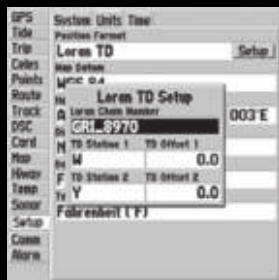 GPS
Tide
Trip
Celes
Points
Route
Track
DSC
Card
Map
Hiway
Temp
Sonar
Setup
Comm
Alarm
System Units Time
Position Format
Loran TD
Setup
Map Datum
WGS 84
003°E
Loran TD Setup
Loran Chain Number
GRI_8970
TD Station 1 TD Offset 1
W 0.0
TD Station 2 TD Offset 2
Y 0.0
Fahrenheit (°F)